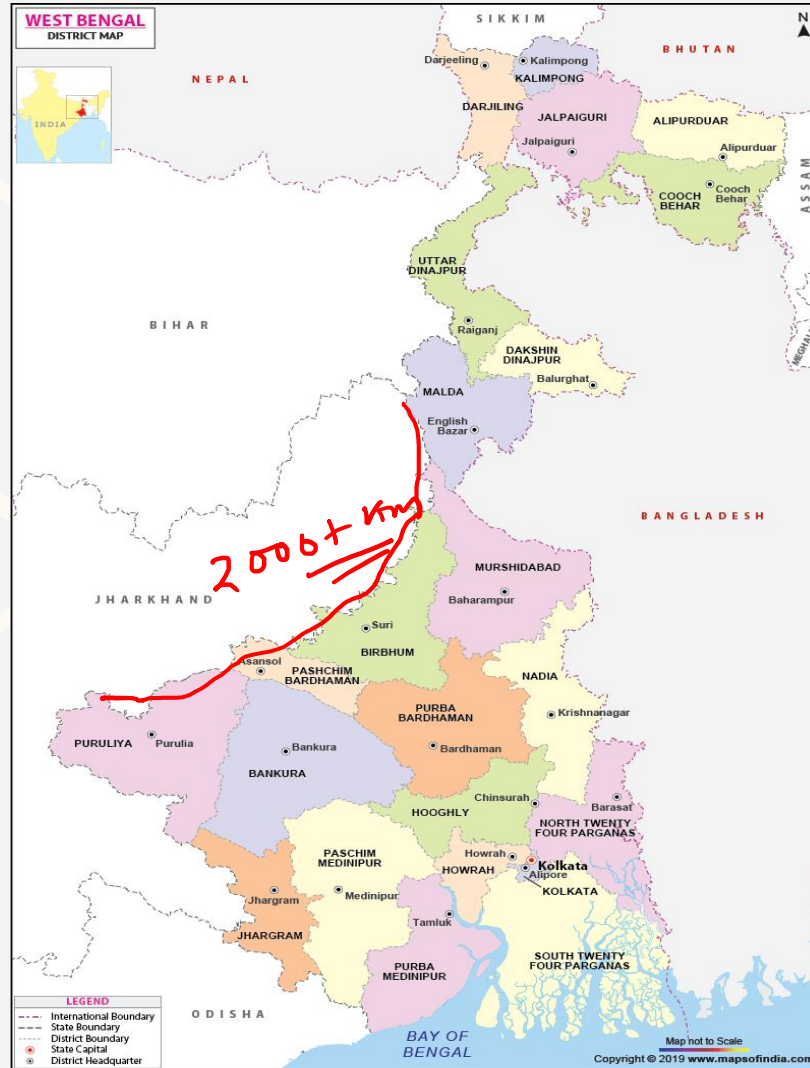 WEST BENGAL
DISTRICT MAP
N
SIKKIM
BHUTAN
NEPAL
INDIA
Darjeeling
Kalimpong
KALIMPONG
DARJILING
JALPAIGURI
Jalpaiguri
ALIPURDUAR
Alipurduar
COOCH
BEHAR
Cooch
Behar
ASSAM
UTTAR
DINAJPUR
BIHAR
Raiganj
DAKSHIN
DINAJPUR
Balurghat
MALDA
English
Bazar
2000+ Km
BANGLADESH
MURSHIDABAD
Baharampur
JHARKHAND
Suri
BIRBHUM
Asansol
PASHCHIM
BARDHAMAN
NADIA
Krishnanagar
PURBA
BARDHAMAN
Bardhaman
PURULIYA
Purulia
Bankura
BANKURA
HOOGHLY
Chinsurah
Barasat
NORTH TWENTY
FOUR PARGANAS
PASCHIM
MEDINIPUR
Medinipur
Howrah
HOWRAH
Kolkata
Alipore
KOLKATA
Jhargram
JHARGRAM
Tamluk
PURBA
MEDINIPUR
SOUTH TWENTY
FOUR PARGANAS
ODISHA
BAY OF
BENGAL
LEGEND
International Boundary
State Boundary
District Boundary
State Capital
District Headquarter
Map not to Scale
Copyright © 2019 www.mapsofindia.com